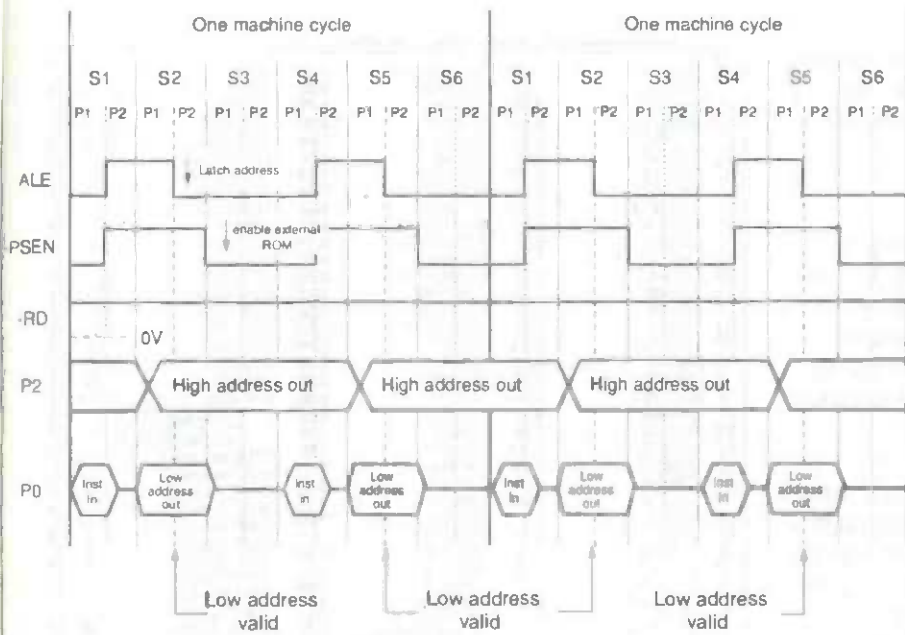 One machine cycle One machine cycle
S1 S2 S3 S4 S5 S6 S1 S2 S3 S4 S5 S6
P1 P2 P1 P2 P1 P2 P1 P2 P1 P2 P1 P2 P1 P2 P1 P2 P1 P2 P1 P2 P1 P2 P1 P2
ALE
Latch address
-PSEN
enable external
ROM
-RD
0V
P2
High address out High address out High address out
P0
Inst
in
Low
address
out
Inst
in
Low
address
out
Inst
in
Low
address
out
Inst
in
Low
address
out
Low address
valid
Low address
valid
Low address
valid